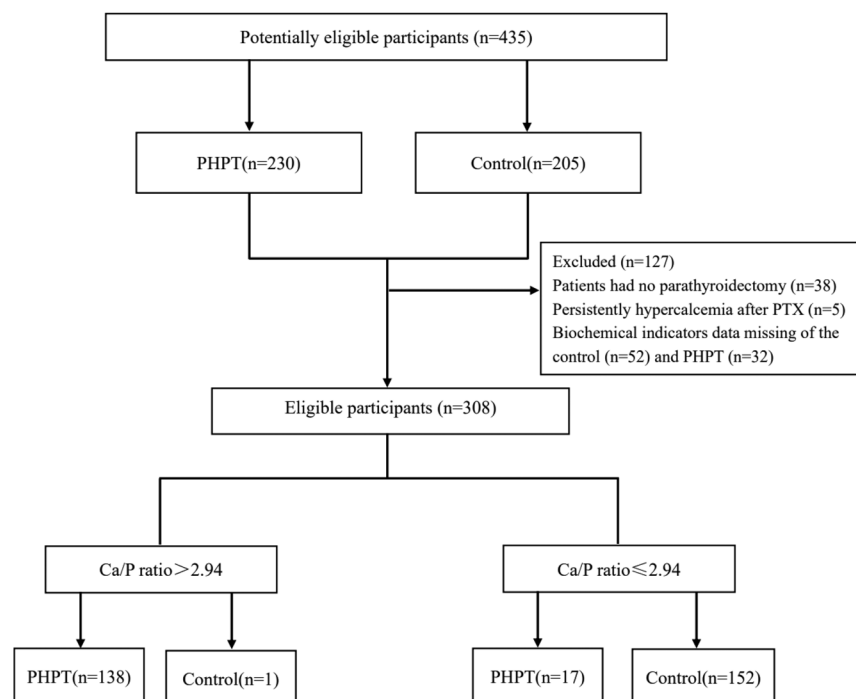 Potentially eligible participants (n=435)
PHPT(n=230)
Control(n=205)
Excluded (n=127)
Patients had no parathyroidectomy (n=38)
Persistently hypercalcemia after PTX (n=5)
Biochemical indicators data missing of the
control (n=52) and PHPT (n=32)
Eligible participants (n=308)
Ca/P ratio＞2.94
Ca/P ratio≤2.94
PHPT(n=138)
Control(n=1)
PHPT(n=17)
Control(n=152)